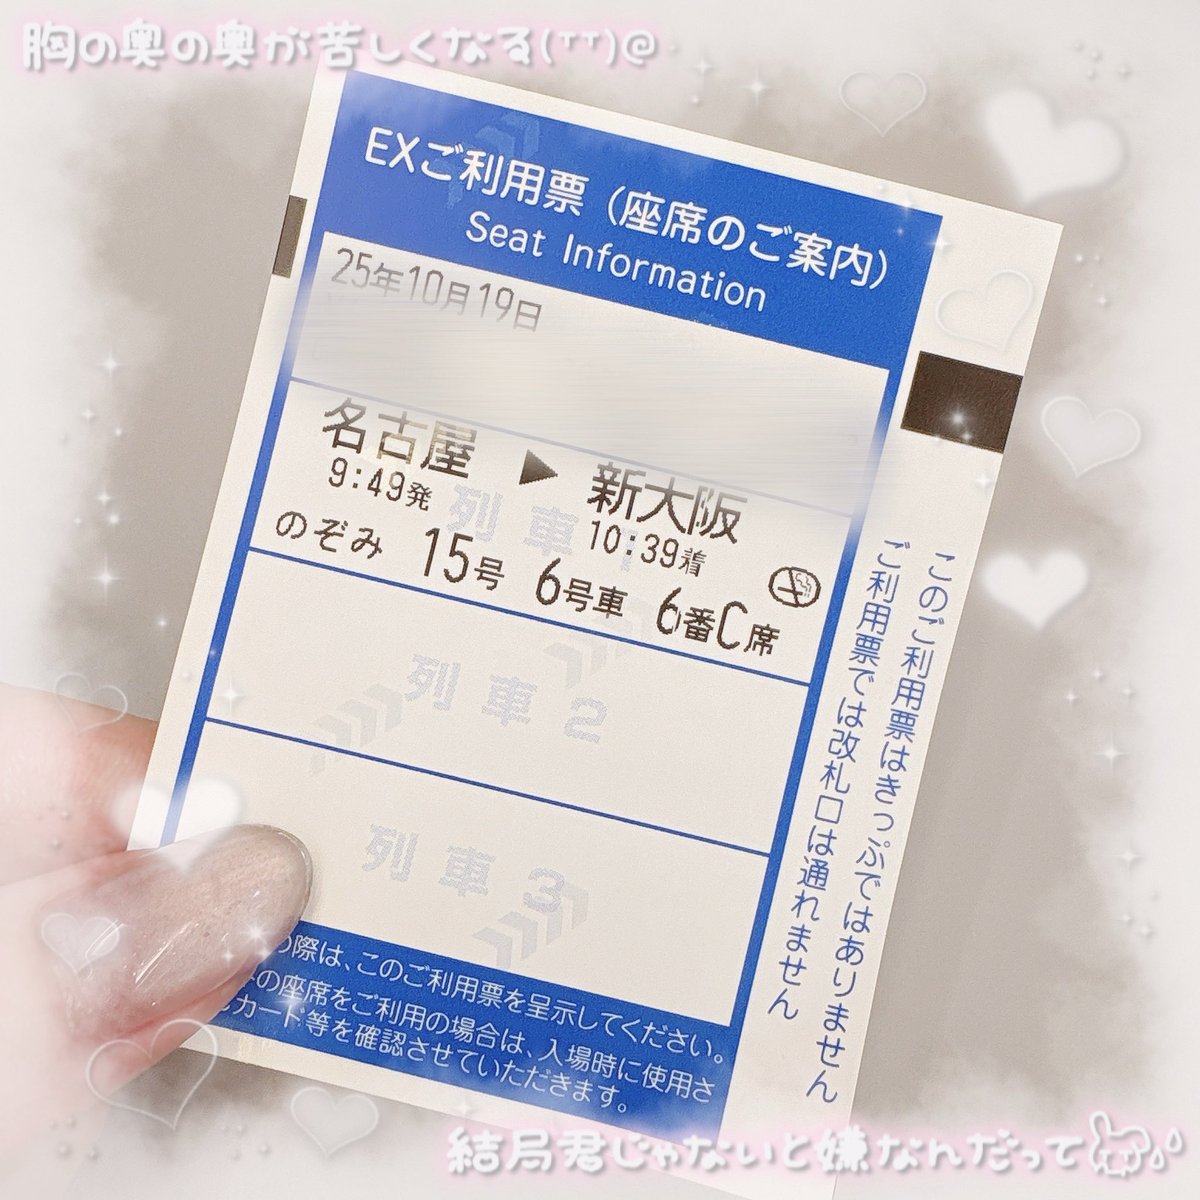 胸の奥の奥が苦しくなる(т т)@
EXご利用票(座席のご案内)
Seat Information
25年10月19日
名古屋 ▶ 新大阪
9:49発 10:39着
のぞみ 15号 6号車 6番C席
列車1
列車2
列車3
の際は、このご利用票を呈示してください。
の座席をご利用の場合は、入場時に使用さ
カード等を確認させていただきます。
このご利用票はきっぷではありません
ご利用票では改札口は通れません
結局君じゃないと嫌なんだって